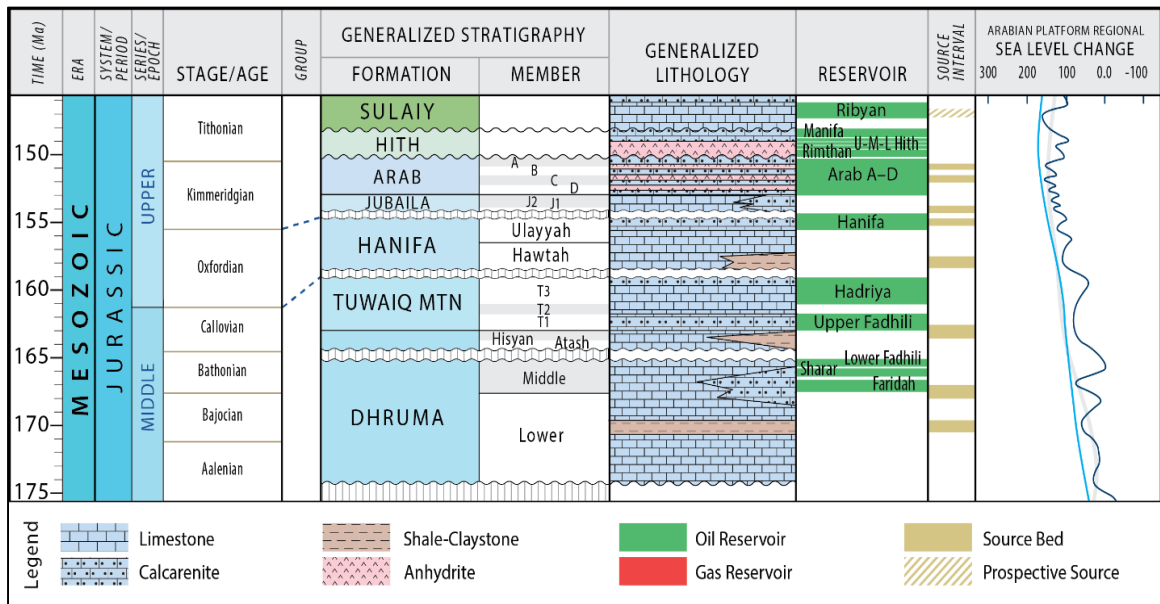 TIME (Ma)
ERA
SYSTEM/
PERIOD
SERIES/
EPOCH
STAGE/AGE
GROUP
GENERALIZED STRATIGRAPHY
FORMATION
MEMBER
GENERALIZED
LITHOLOGY
RESERVOIR
SOURCE
INTERVAL
ARABIAN PLATFORM REGIONAL
SEA LEVEL CHANGE
300 200 100 0.0 -100
150
155
160
165
170
175
MESOZOIC
JURASSIC
UPPER
MIDDLE
Tithonian
Kimmeridgian
Oxfordian
Callovian
Bathonian
Bajocian
Aalenian
SULAIY
HITH
ARAB
JUBAILA
HANIFA
TUWAIQ MTN
DHRUMA
A
B
C
D
J2 J1
Ulayyah
Hawtah
T3
T2
T1
Hisyan Atash
Middle
Lower
Ribyan
Manifa
U-M-L Hith
Rimthan
Arab A–D
Hanifa
Hadriya
Upper Fadhili
Lower Fadhili
Sharar
Faridah
Legend
Limestone
Calcarenite
Shale-Claystone
Anhydrite
Oil Reservoir
Gas Reservoir
Source Bed
Prospective Source